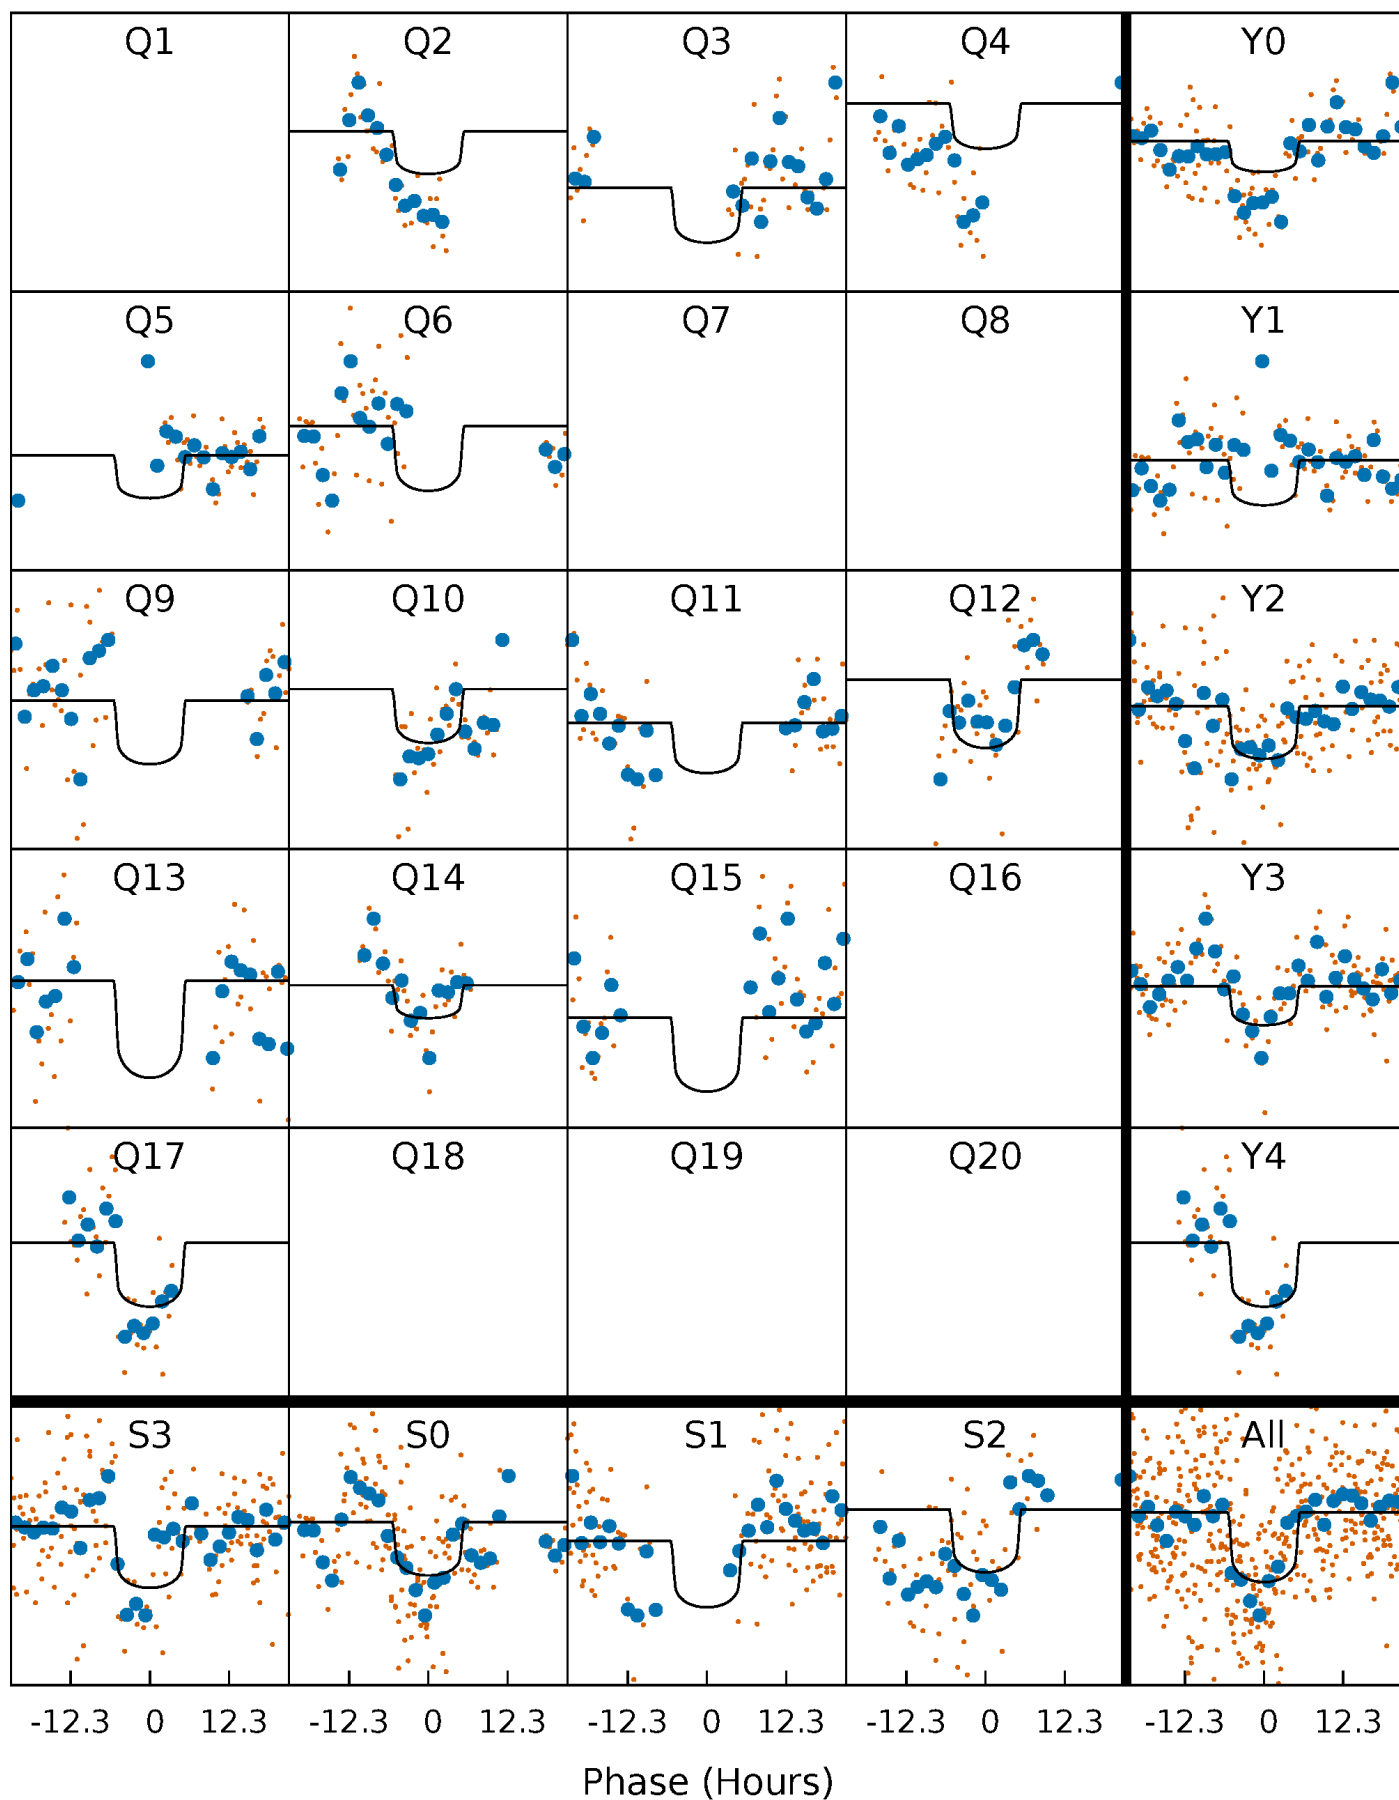 Q1 Q2 Q3 Q4 Y0
Q5 Q6 Q7 Q8 Y1
Q9 Q10 Q11 Q12 Y2
Q13 Q14 Q15 Q16 Y3
Q17 Q18 Q19 Q20 Y4
S3 S0 S1 S2 All
-12.3 0 12.3 -12.3 0 12.3 -12.3 0 12.3 -12.3 0 12.3 -12.3 0 12.3
Phase (Hours)